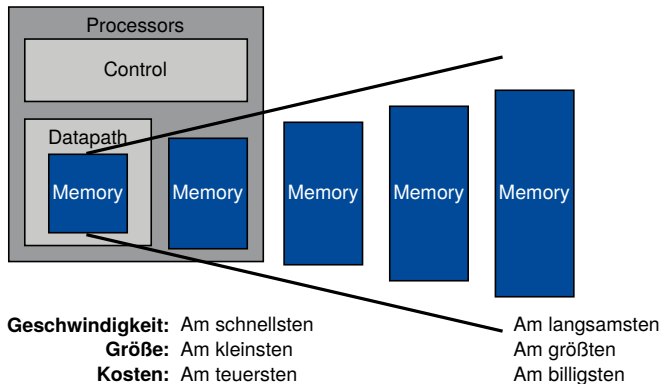 Processors
Control
Datapath
Memory Memory Memory Memory Memory
Geschwindigkeit: Am schnellsten Am langsamsten
Größe: Am kleinsten Am größten
Kosten: Am teuersten Am billigsten